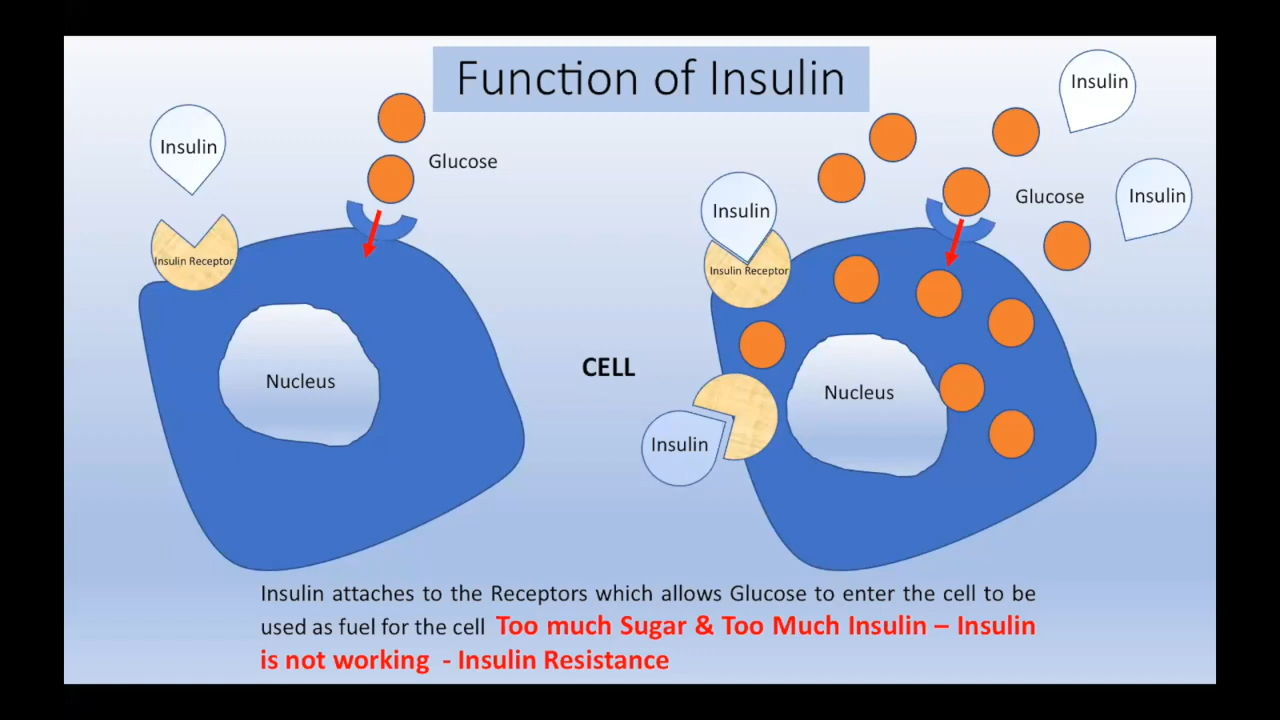 Function of Insulin
Insulin
Glucose
Insulin Receptor
Nucleus
CELL
Insulin
Insulin
Insulin
Glucose
Insulin Receptor
Nucleus
Insulin
Insulin attaches to the Receptors which allows Glucose to enter the cell to be
used as fuel for the cell Too much Sugar & Too Much Insulin – Insulin
is not working - Insulin Resistance